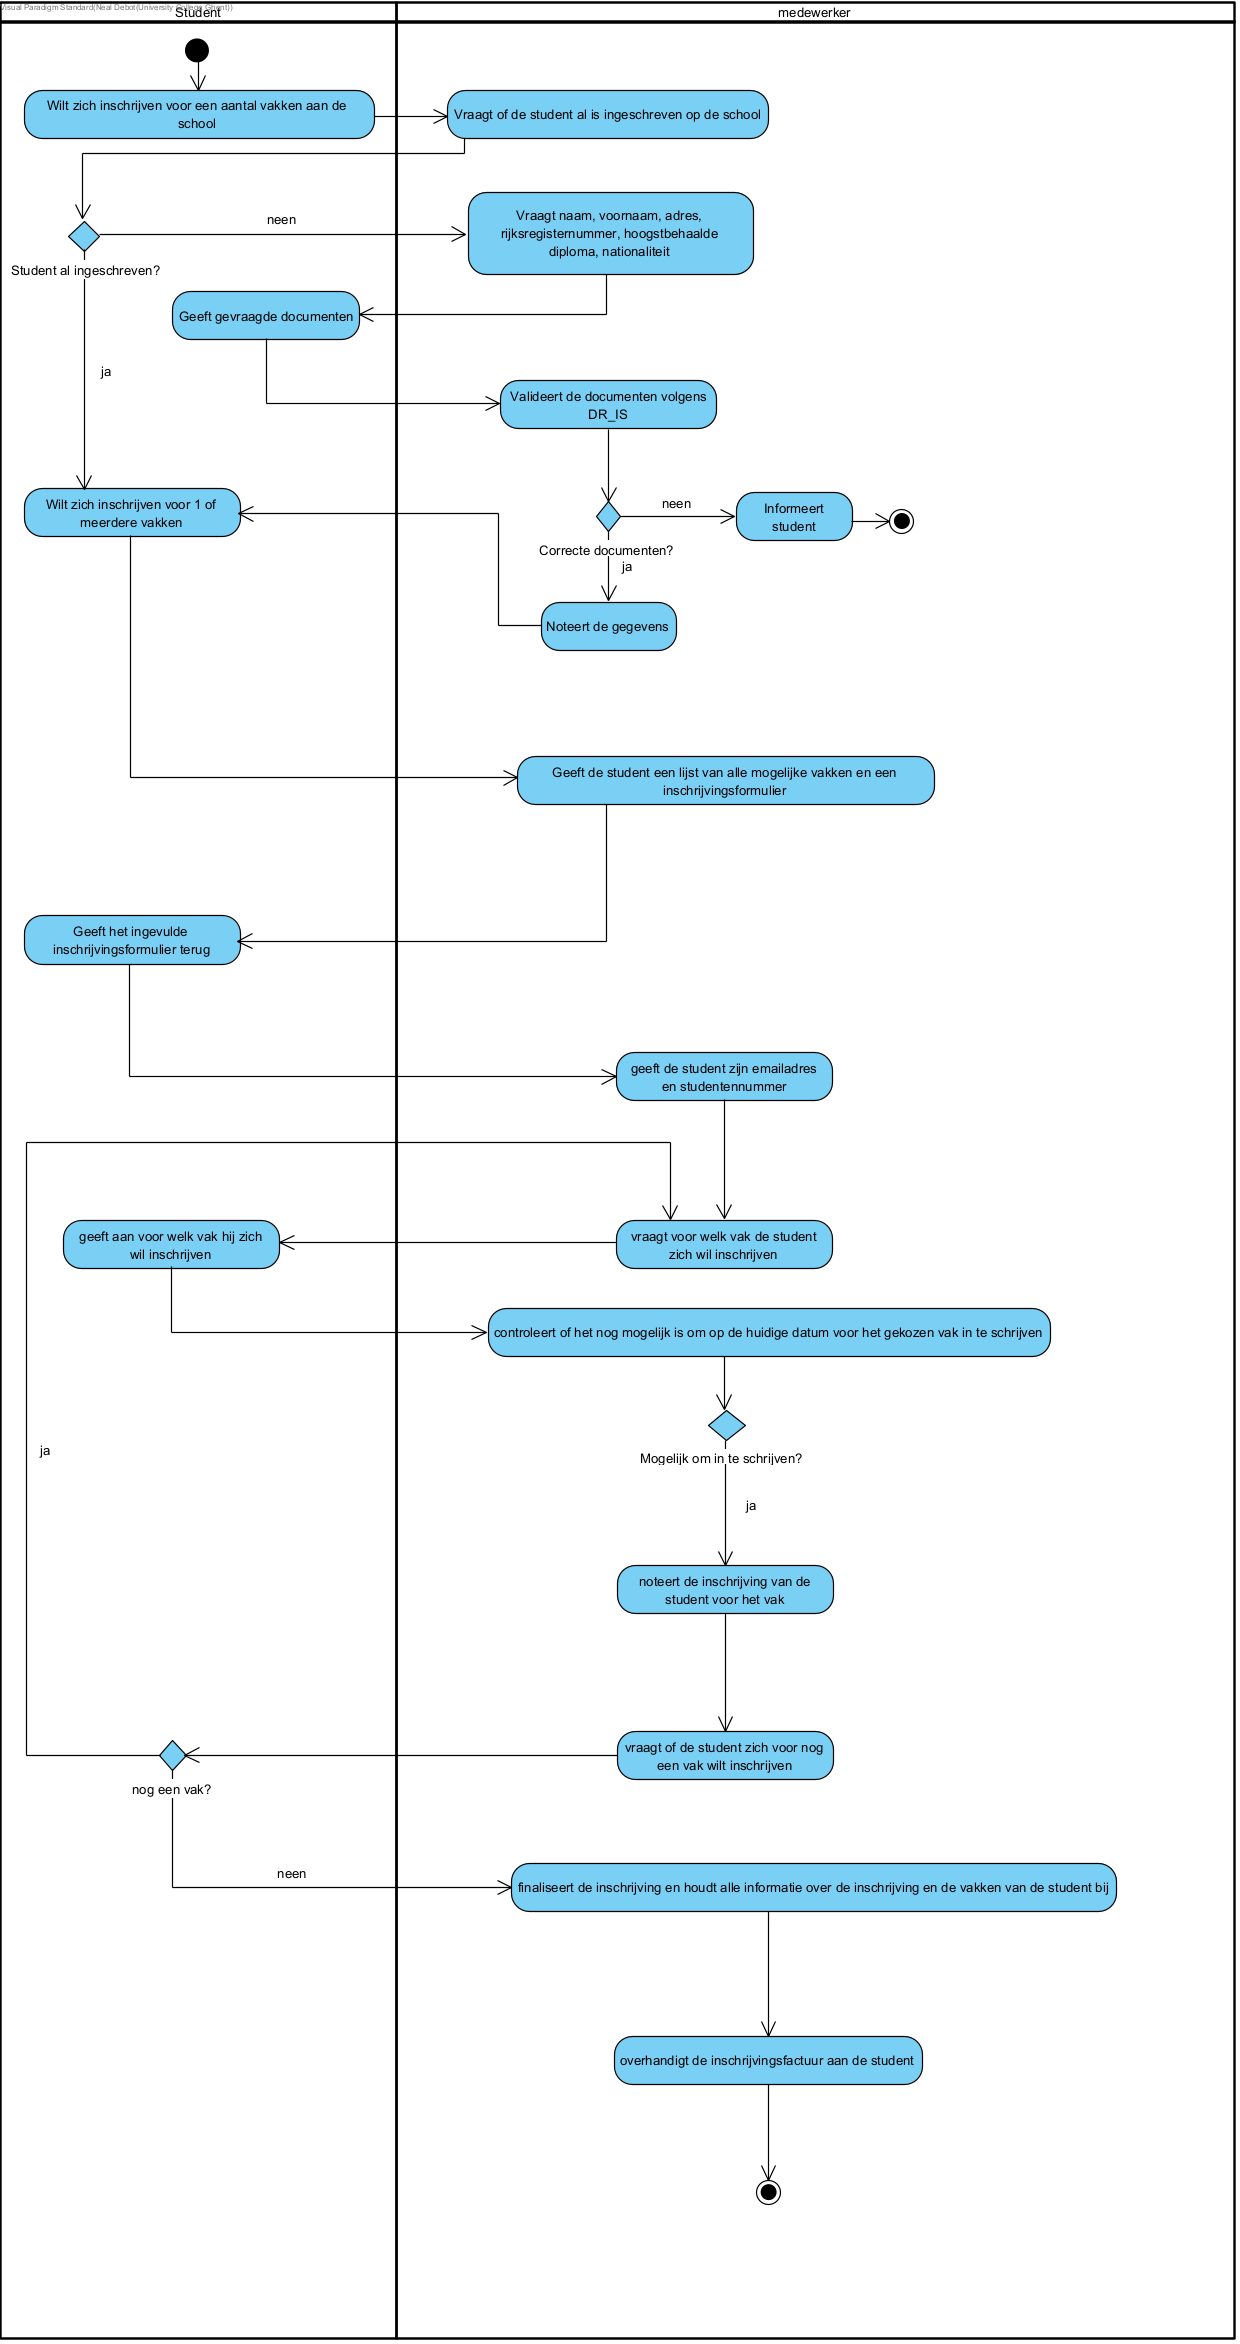 Visual Paradigm Standard(Neal Debot(University College Ghent))
Student
medewerker
Wilt zich inschrijven voor een aantal vakken aan de
school
Vraagt of de student al is ingeschreven op de school
neen
Vraagt naam, voornaam, adres,
rijksregisternummer, hoogstbehaalde
diploma, nationaliteit
Student al ingeschreven?
Geeft gevraagde documenten
ja
Valideert de documenten volgens
DR_IS
Wilt zich inschrijven voor 1 of
meerdere vakken
neen
Informeert
student
Correcte documenten?
ja
Noteert de gegevens
Geeft de student een lijst van alle mogelijke vakken en een
inschrijvingsformulier
Geeft het ingevulde
inschrijvingsformulier terug
geeft de student zijn emailadres
en studentennummer
geeft aan voor welk vak hij zich
wil inschrijven
vraagt voor welk vak de student
zich wil inschrijven
controleert of het nog mogelijk is om op de huidige datum voor het gekozen vak in te schrijven
ja
Mogelijk om in te schrijven?
ja
noteert de inschrijving van de
student voor het vak
vraagt of de student zich voor nog
een vak wilt inschrijven
nog een vak?
neen
finaliseert de inschrijving en houdt alle informatie over de inschrijving en de vakken van de student bij
overhandigt de inschrijvingsfactuur aan de student